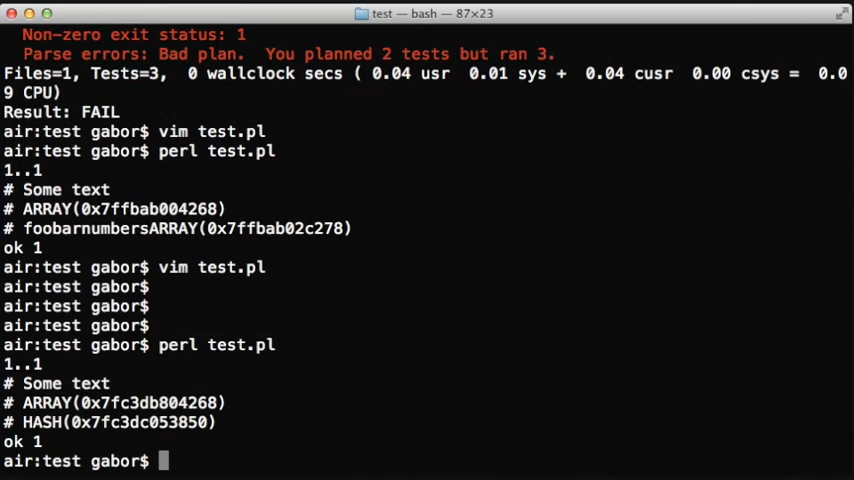 test — bash — 87×23
Non-zero exit status: 1
Parse errors: Bad plan.  You planned 2 tests but ran 3.
Files=1, Tests=3,  0 wallclock secs ( 0.04 usr  0.01 sys +  0.04 cusr  0.00 csys =  0.0
9 CPU)
Result: FAIL
air:test gabor$ vim test.pl
air:test gabor$ perl test.pl
1..1
# Some text
# ARRAY(0x7ffbab004268)
# foobarnumbersARRAY(0x7ffbab02c278)
ok 1
air:test gabor$ vim test.pl
air:test gabor$
air:test gabor$
air:test gabor$
air:test gabor$ perl test.pl
1..1
# Some text
# ARRAY(0x7fc3db804268)
# HASH(0x7fc3dc053850)
ok 1
air:test gabor$